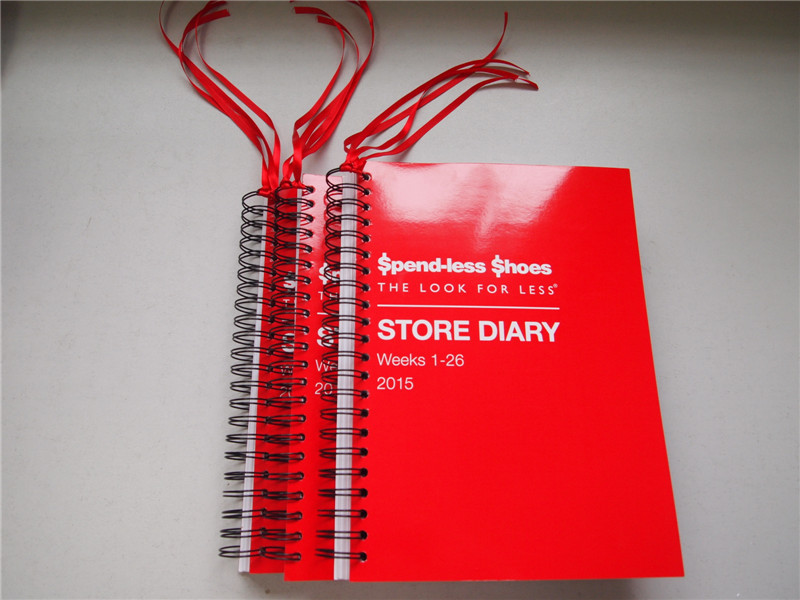 $pend-less $hoes
THE LOOK FOR LESS®
STORE DIARY
Weeks 1-26
2015